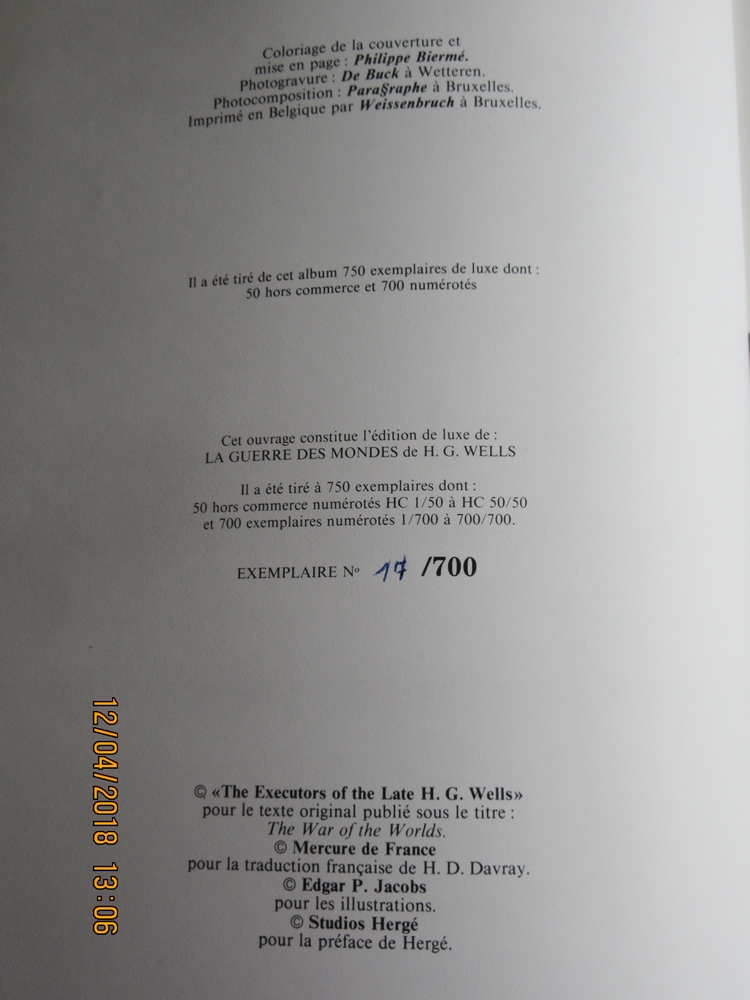 Coloriage de la couverture et
mise en page : Philippe Biermé.
Photogravure : De Buck à Wetteren.
Photocomposition : Para§raphe à Bruxelles.
Imprimé en Belgique par Weissenbruch à Bruxelles.
Il a été tiré de cet album 750 exemplaires de luxe dont :
50 hors commerce et 700 numérotés
Cet ouvrage constitue l'édition de luxe de :
LA GUERRE DES MONDES de H. G. WELLS
Il a été tiré à 750 exemplaires dont :
50 hors commerce numérotés HC 1/50 à HC 50/50
et 700 exemplaires numérotés 1/700 à 700/700.
EXEMPLAIRE Nº 17 /700
© «The Executors of the Late H. G. Wells»
pour le texte original publié sous le titre :
The War of the Worlds.
© Mercure de France
pour la traduction française de H. D. Davray.
© Edgar P. Jacobs
pour les illustrations.
© Studios Hergé
pour la préface de Hergé.
12/04/2018 13:06